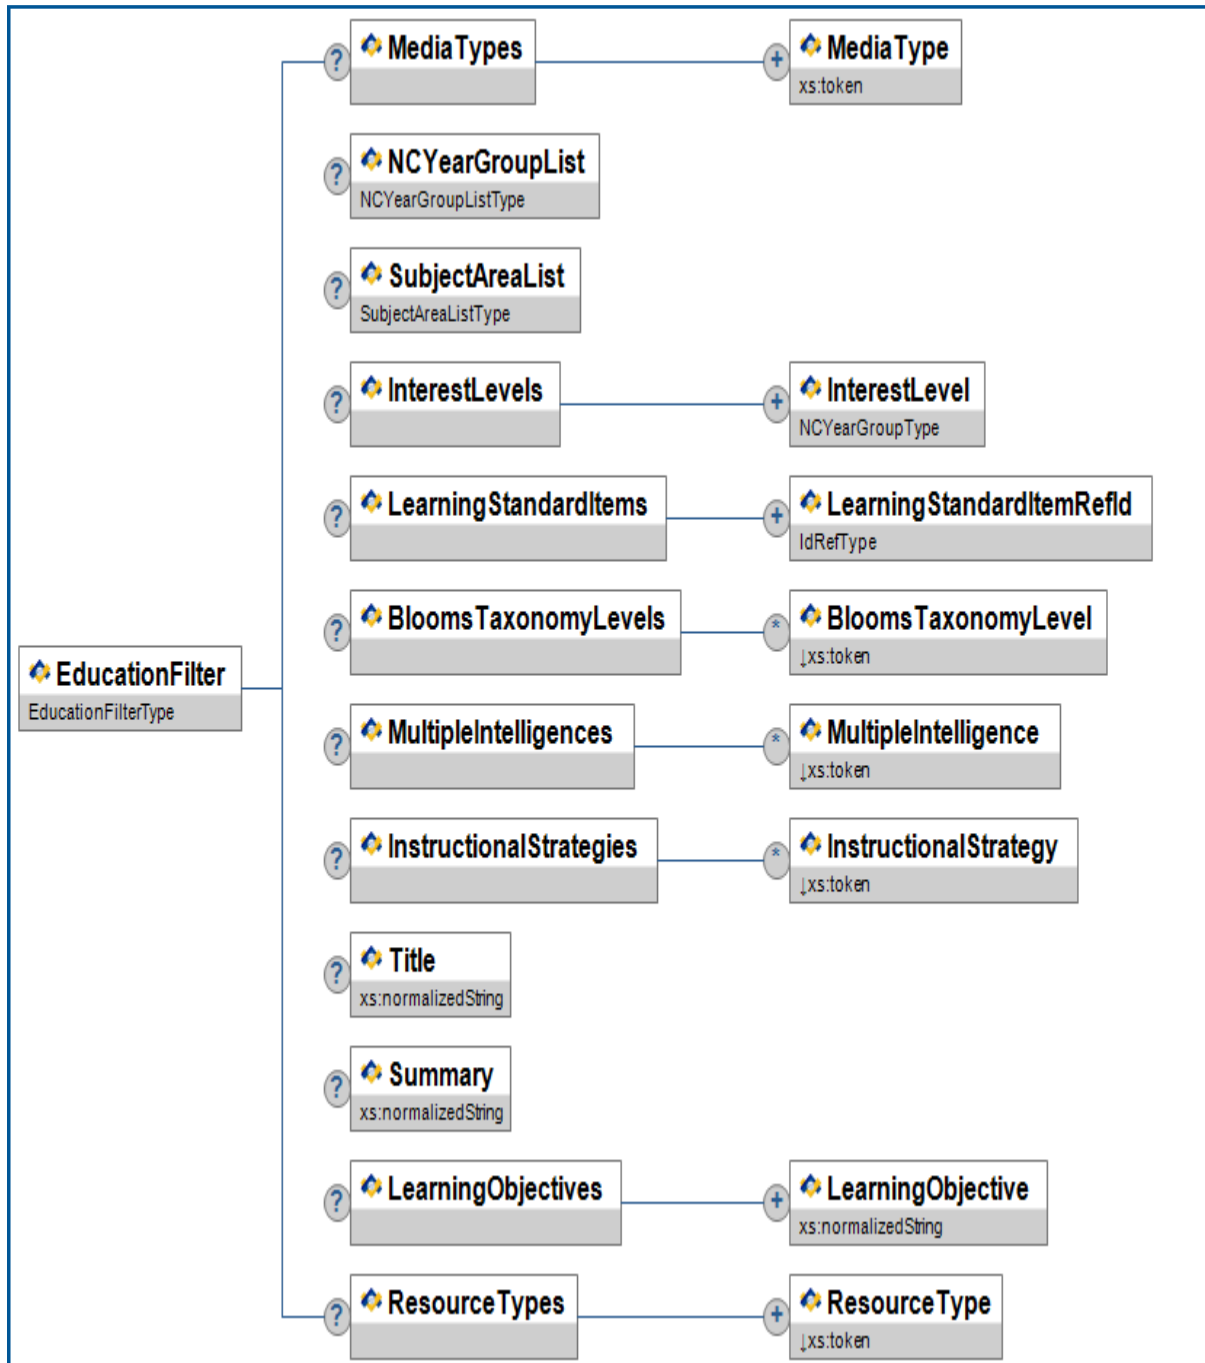 ? MediaTypes + MediaType
xs:token
? NCYearGroupList
NCYearGroupListType
? SubjectAreaList
SubjectAreaListType
? InterestLevels + InterestLevel
NCYearGroupType
? LearningStandardItems + LearningStandardItemRefId
IdRefType
? BloomsTaxonomyLevels * BloomsTaxonomyLevel
↓xs:token
EducationFilter
EducationFilterType
? MultipleIntelligences * MultipleIntelligence
↓xs:token
? InstructionalStrategies * InstructionalStrategy
↓xs:token
? Title
xs:normalizedString
? Summary
xs:normalizedString
? LearningObjectives + LearningObjective
xs:normalizedString
? ResourceTypes + ResourceType
↓xs:token